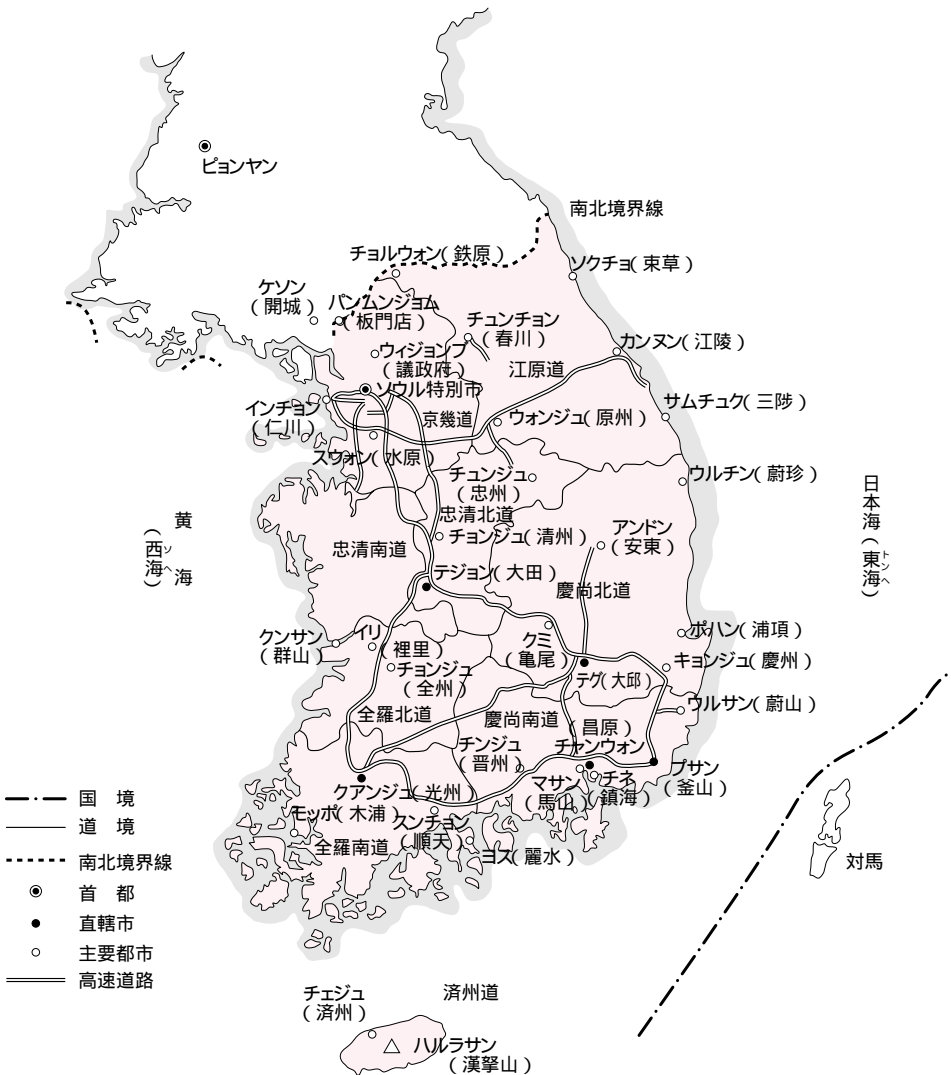 ピョンヤン
南北境界線
チョルウォン(鉄原)
ソクチョ(束草)
ケソン
(開城)
パンムンジョム
(板門店)
チュンチョン
(春川)
カンヌン(江陵)
ウィジョンブ
(議政府)
江原道
ソウル特別市
サムチュク(三陟)
インチョン
(仁川)
京幾道
ウォンジュ(原州)
スウォン(水原)
チュンジュ
(忠州)
ウルチン(蔚珍)
忠清北道
黄海
(西海)
ソヘ
日本海(東海)
トンヘ
忠清南道
チョンジュ(清州)
アンドン
(安東)
テジョン(大田)
慶尚北道
クンサン
(群山)
イリ
(裡里)
クミ
(亀尾)
ポハン(浦項)
チョンジュ
(全州)
キョンジュ(慶州)
テグ(大邱)
全羅北道
慶尚南道
(昌原)
チャンウォン
ウルサン(蔚山)
チンジュ
(晋州)
マサン
(馬山)
チネ
(鎮海)
プサン
(釜山)
クアンジュ(光州)
モッポ(木浦)
スンチョン
(順天)
全羅南道
ヨス(麗水)
対馬
国境
道境
南北境界線
首都
直轄市
主要都市
高速道路
チェジュ
(済州)
済州道
ハルラサン
(漢拏山)